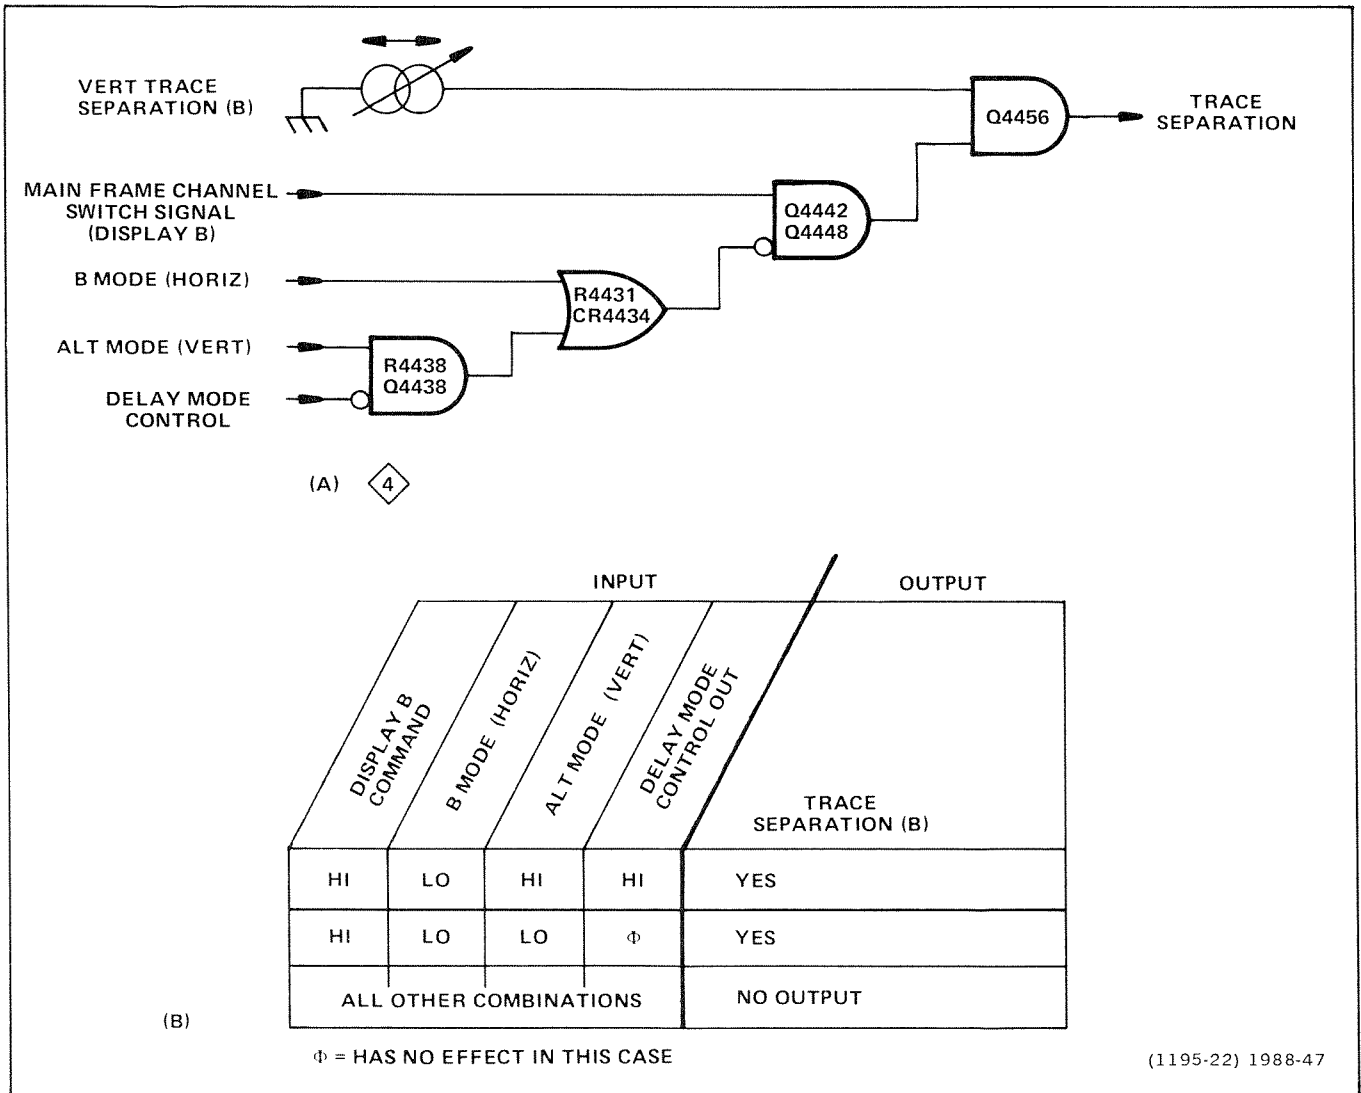 VERT TRACE
SEPARATION (B)
Q4456
TRACE
SEPARATION
MAIN FRAME CHANNEL
SWITCH SIGNAL
(DISPLAY B)
Q4442
Q4448
B MODE (HORIZ)
R4431
CR4434
ALT MODE (VERT)
R4438
Q4438
DELAY MODE
CONTROL
(A) 4
INPUT
OUTPUT
DISPLAY B
COMMAND
B MODE (HORIZ)
ALT MODE (VERT)
DELAY MODE
CONTROL OUT
TRACE
SEPARATION (B)
HI LO HI HI YES
HI LO LO Φ YES
ALL OTHER COMBINATIONS NO OUTPUT
(B)
Φ = HAS NO EFFECT IN THIS CASE
(1195-22) 1988-47